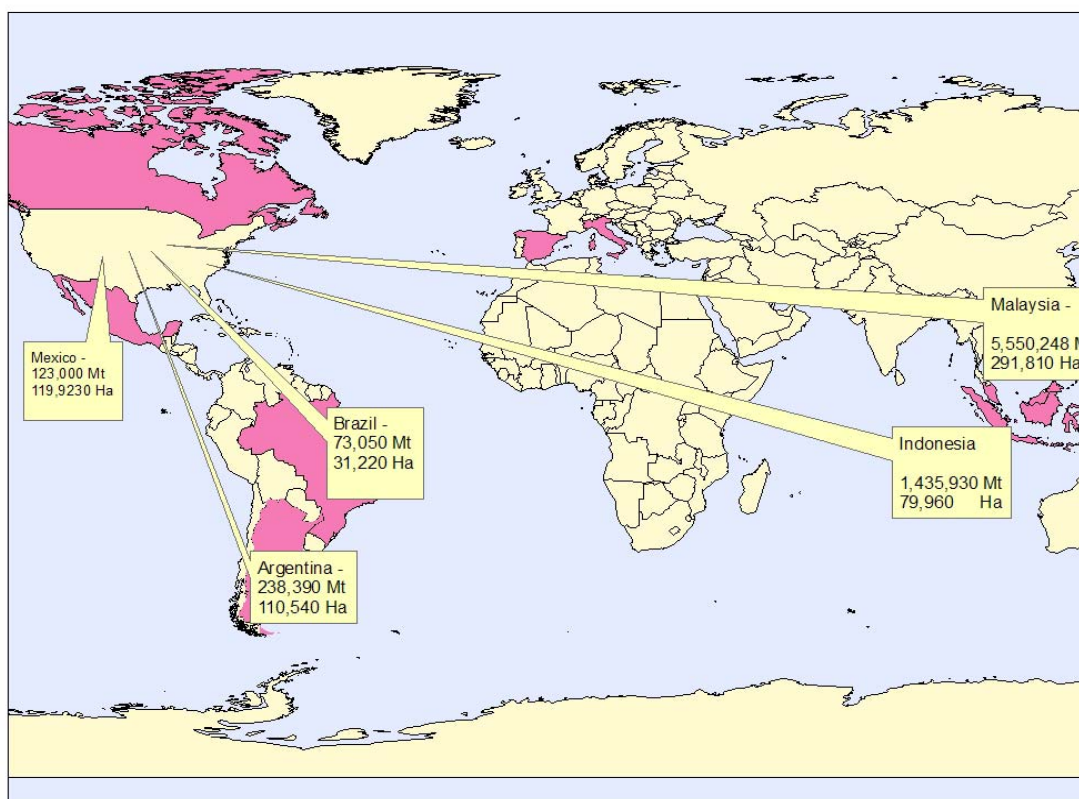 Malaysia -
5,550,248 M
291,810 Ha
Mexico -
123,000 Mt
119,9230 Ha
Brazil -
73,050 Mt
31,220 Ha
Indonesia
1,435,930 Mt
79,960 Ha
Argentina -
238,390 Mt
110,540 Ha